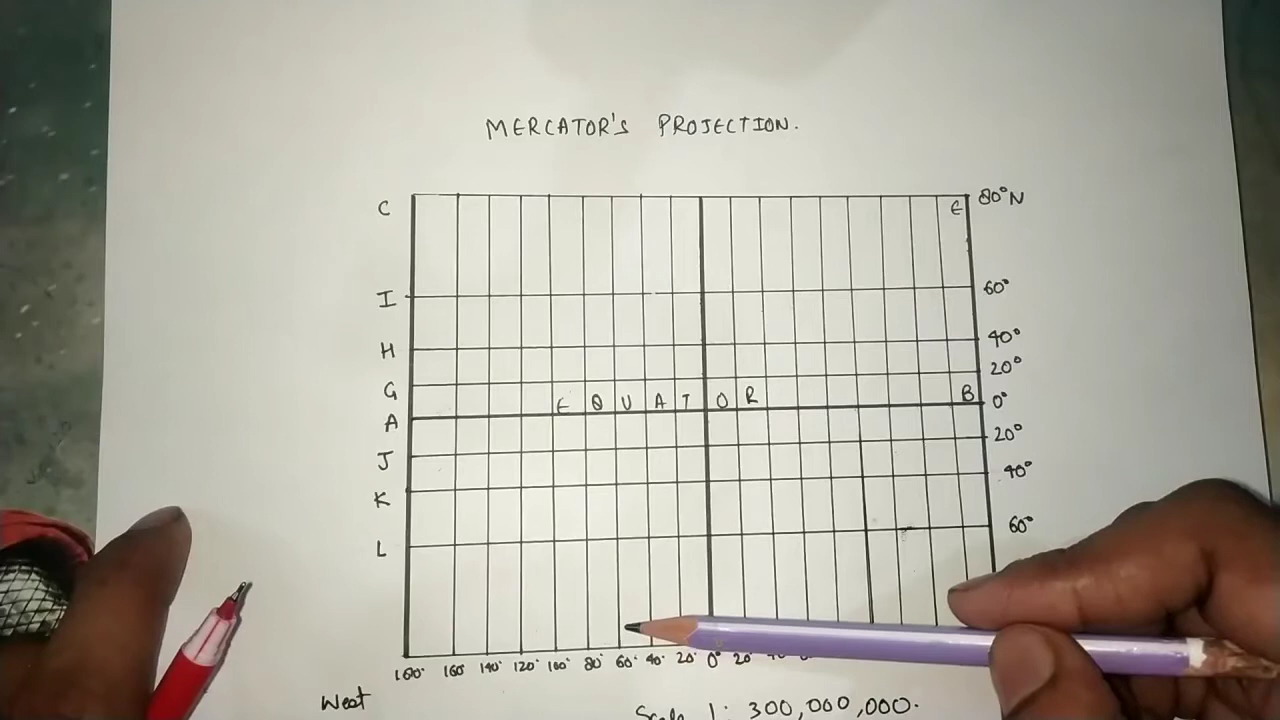 MERCATOR'S PROJECTION.
C E 80°N
I 60°
H 40°
20°
G E Q U A T O R B 0°
A
J 20°
K 40°
L 60°
180° 160° 140° 120° 100° 80° 60° 40° 20° 0° 20°
West
Scale 1: 300,000,000.